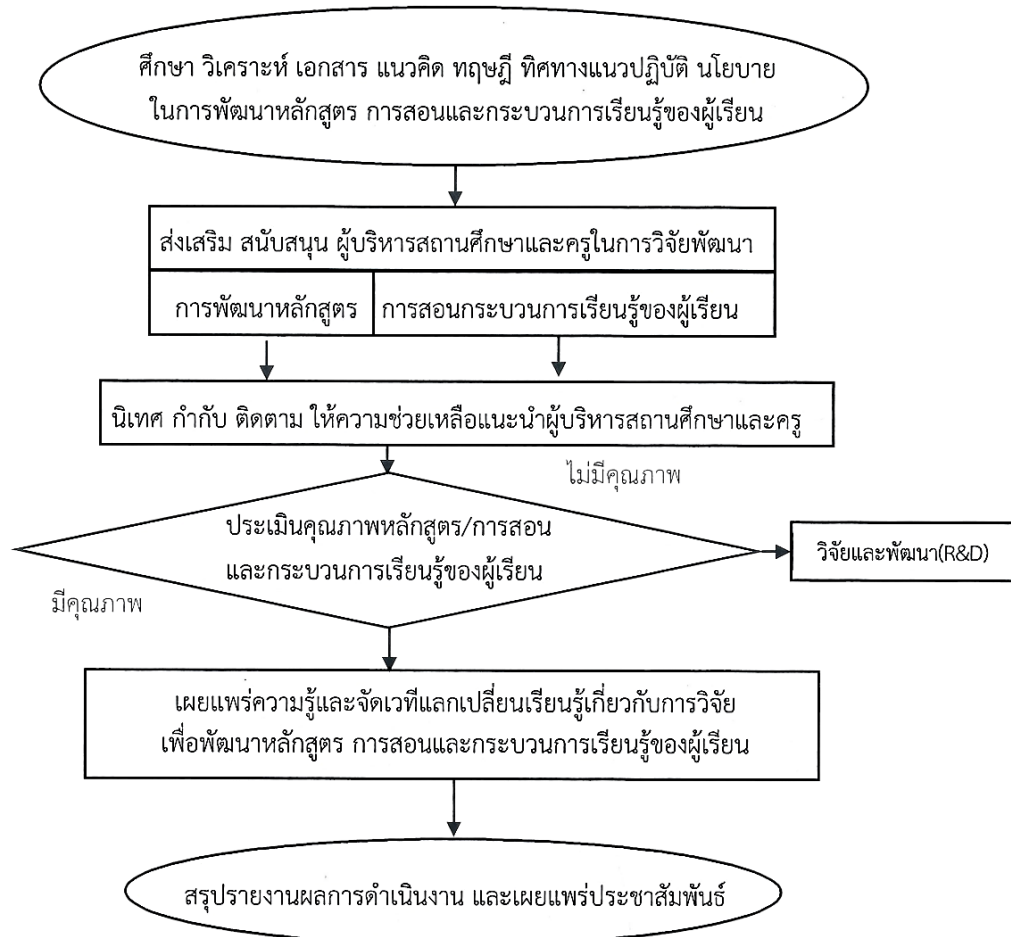 ศึกษา วิเคราะห์ เอกสาร แนวคิด ทฤษฎี ทิศทางแนวปฏิบัติ นโยบาย
ในการพัฒนาหลักสูตร การสอนและกระบวนการเรียนรู้ของผู้เรียน
ส่งเสริม สนับสนุน ผู้บริหารสถานศึกษาและครูในการวิจัยพัฒนา
การพัฒนาหลักสูตร
การสอนกระบวนการเรียนรู้ของผู้เรียน
นิเทศ กำกับ ติดตาม ให้ความช่วยเหลือแนะนำผู้บริหารสถานศึกษาและครู
ไม่มีคุณภาพ
ประเมินคุณภาพหลักสูตร/การสอน
และกระบวนการเรียนรู้ของผู้เรียน
วิจัยและพัฒนา(R&D)
มีคุณภาพ
เผยแพร่ความรู้และจัดเวทีแลกเปลี่ยนเรียนรู้เกี่ยวกับการวิจัย
เพื่อพัฒนาหลักสูตร การสอนและกระบวนการเรียนรู้ของผู้เรียน
สรุปรายงานผลการดำเนินงาน และเผยแพร่ประชาสัมพันธ์